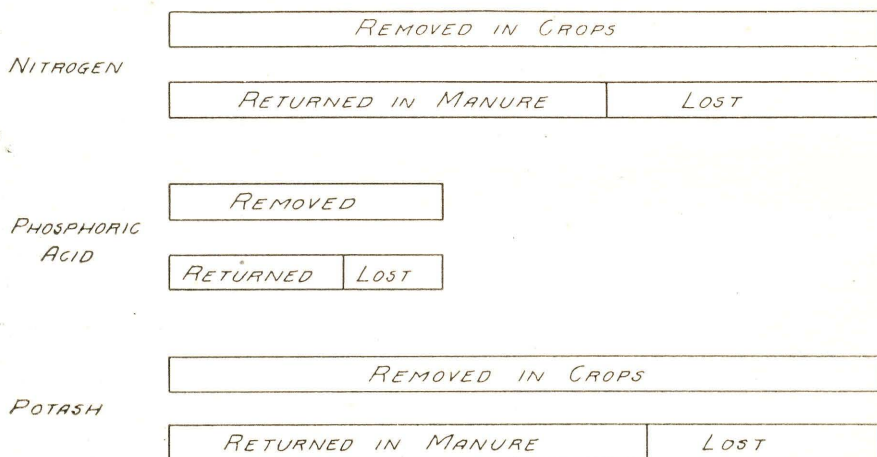 REMOVED IN CROPS
NITROGEN
RETURNED IN MANURE LOST
REMOVED
PHOSPHORIC
ACID
RETURNED LOST
REMOVED IN CROPS
POTASH
RETURNED IN MANURE LOST